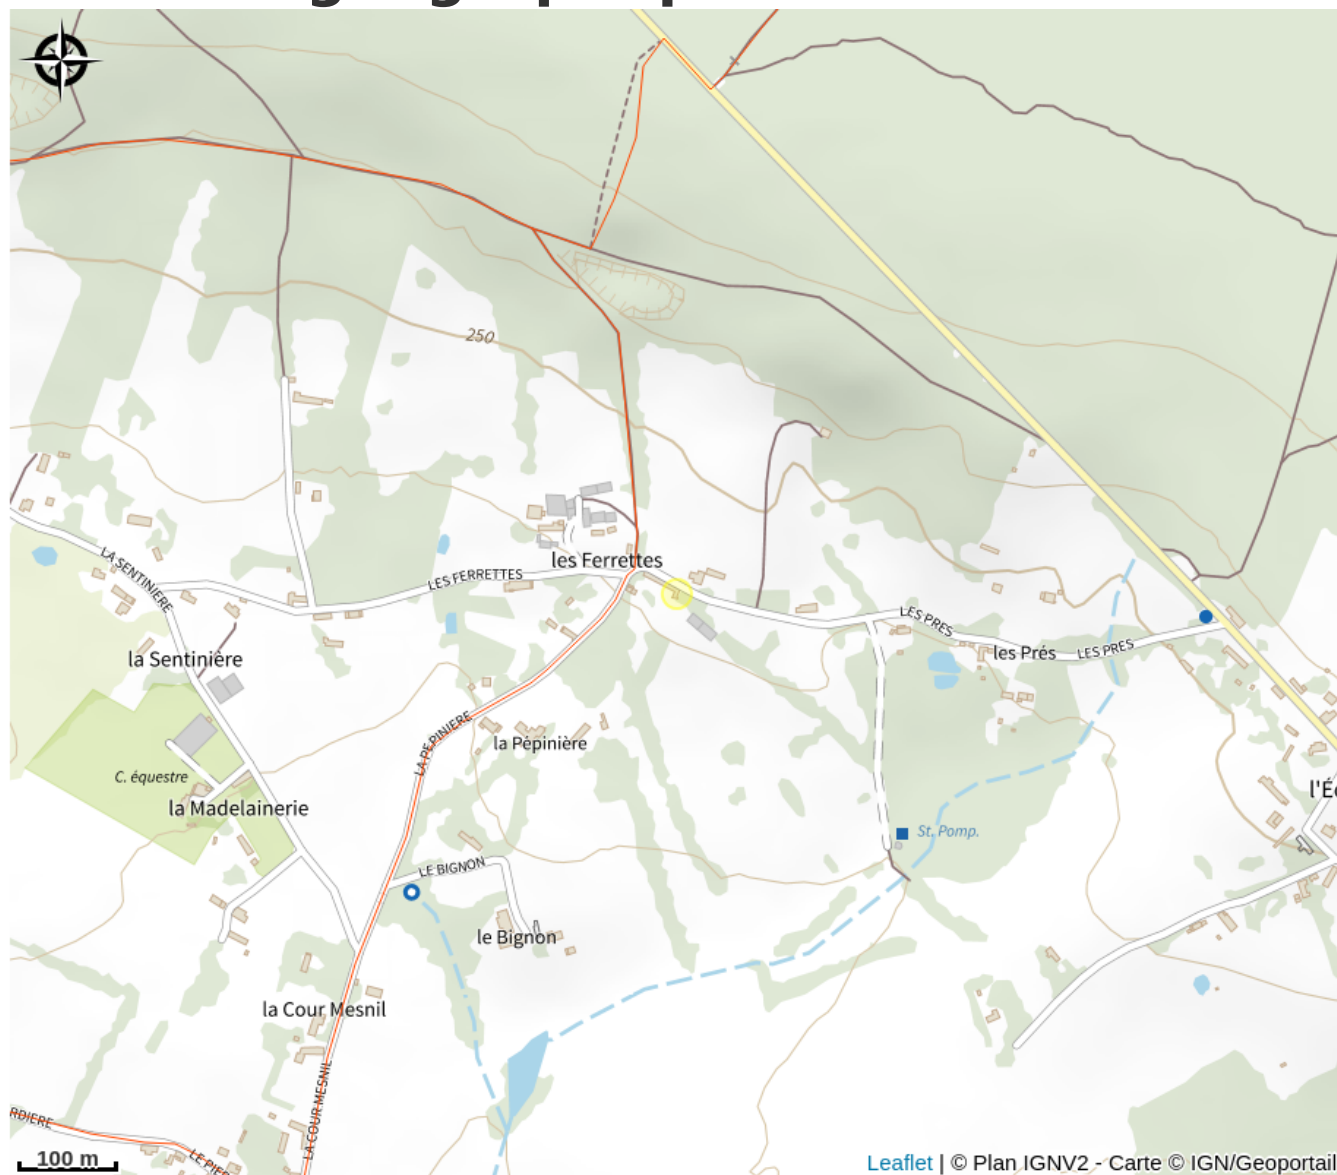 250
les Ferrettes
LES FERRETTES
LA SENTINIERE
la Sentinière
LES PRES
les Prés
LES PRES
LA PEPINIERE
la Pépinière
C. équestre
la Madelainerie
St. Pomp.
LE BIGNON
le Bignon
la Cour Mesnil
LA COUR MESNIL
RDIERE
LE PIE
100 m
Leaflet | © Plan IGNV2 - Carte © IGN/Geoportail